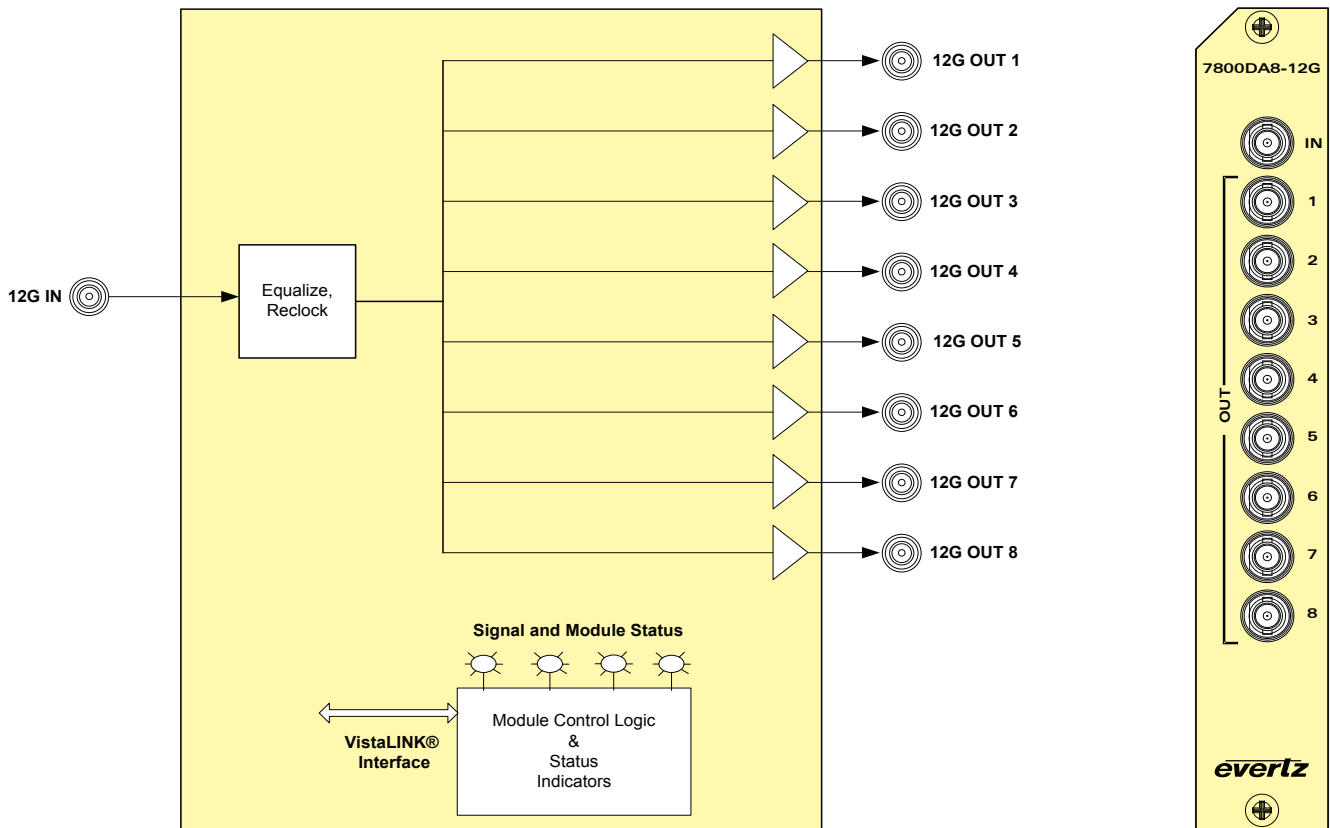 12G IN
Equalize,
Reclock
12G OUT 1
12G OUT 2
12G OUT 3
12G OUT 4
12G OUT 5
12G OUT 6
12G OUT 7
12G OUT 8
Signal and Module Status
VistaLINK®
Interface
Module Control Logic
&
Status
Indicators
7800DA8-12G
IN
OUT
1
2
3
4
5
6
7
8
evertz